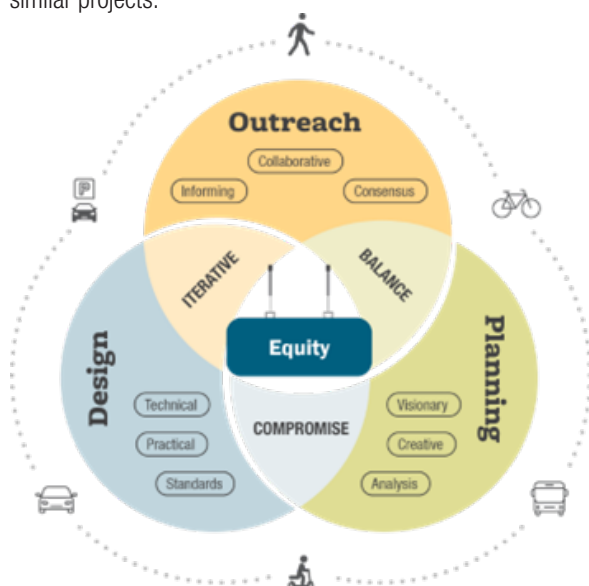 similar projects.
Outreach
Collaborative
Informing
Consensus
P
ITERATIVE
BALANCE
Equity
Design
Planning
Technical
Visionary
Practical
COMPROMISE
Creative
Standards
Analysis